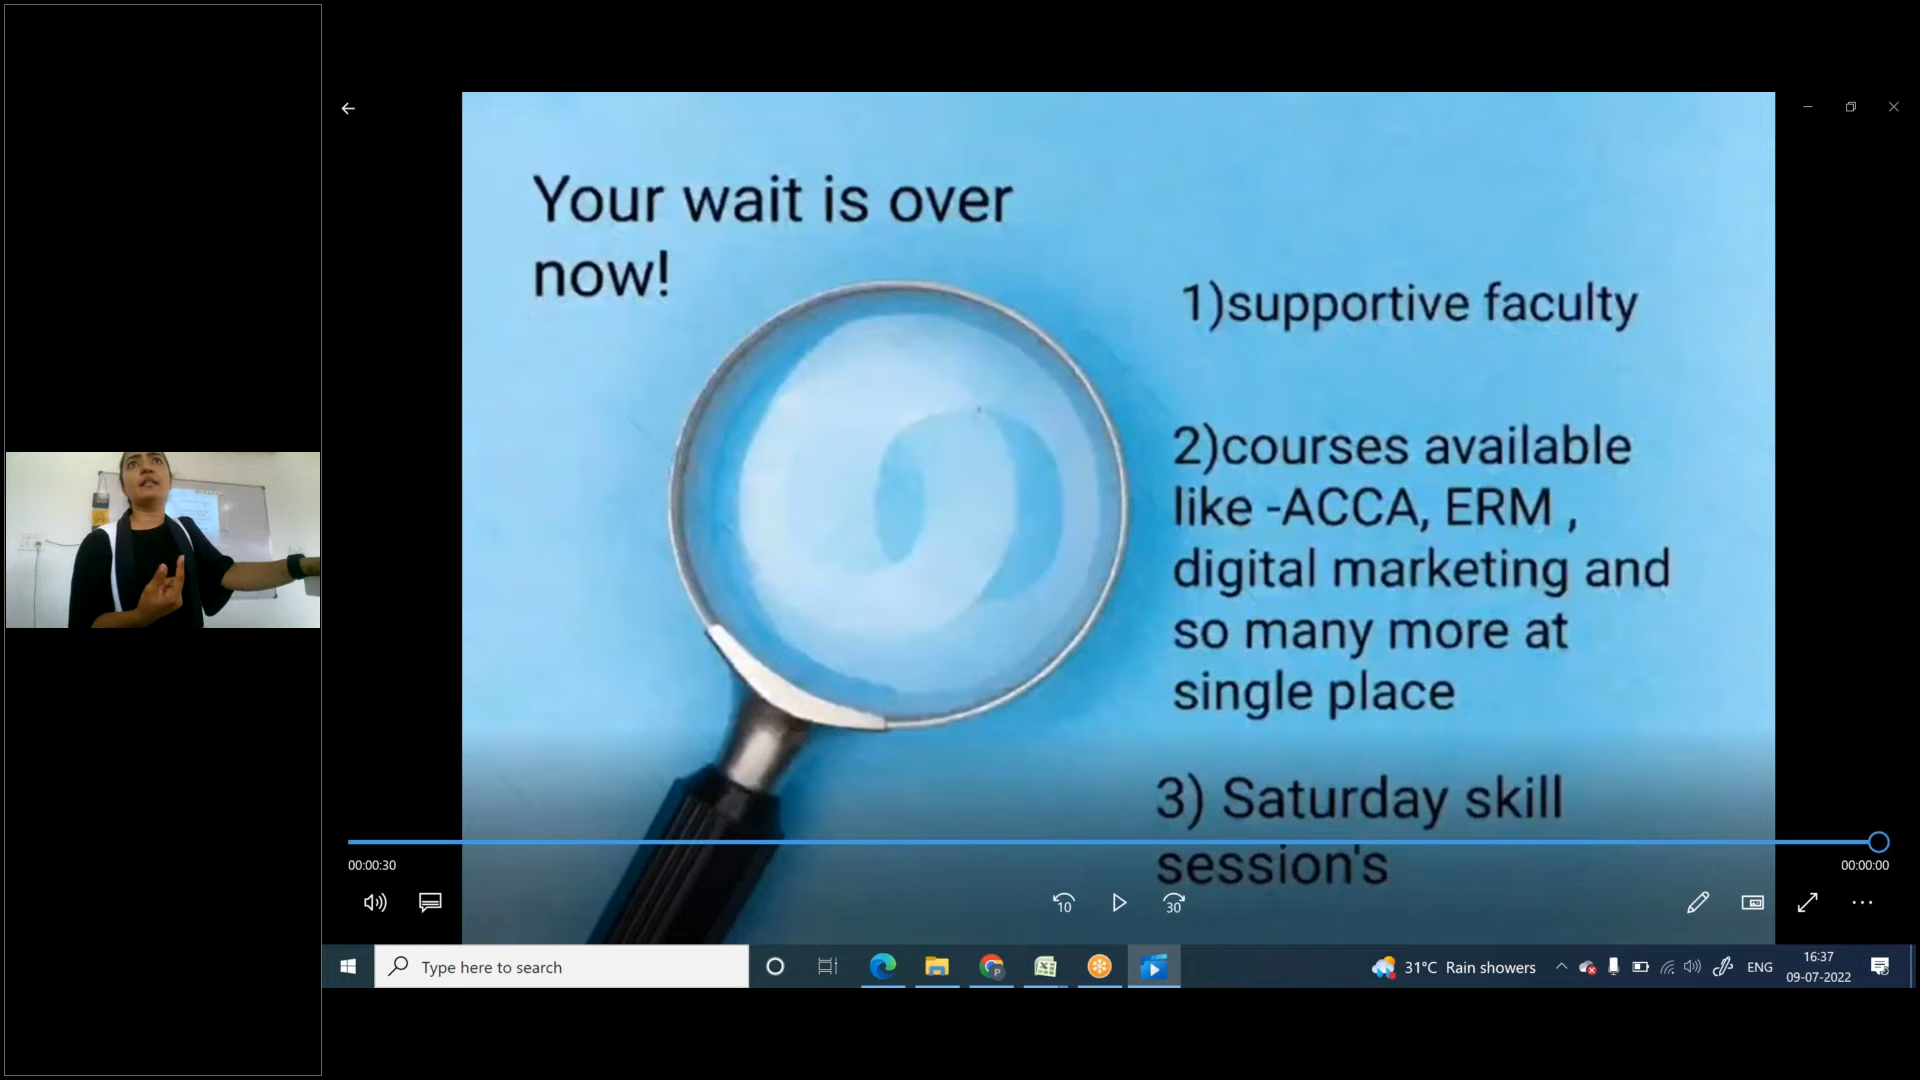 Your wait is over
now!
1)supportive faculty
2)courses available
like -ACCA, ERM ,
digital marketing and
so many more at
single place
3) Saturday skill
session's
00:00:30
00:00:00
10
30
Type here to search
P
31°C Rain showers
ENG
16:37
09-07-2022